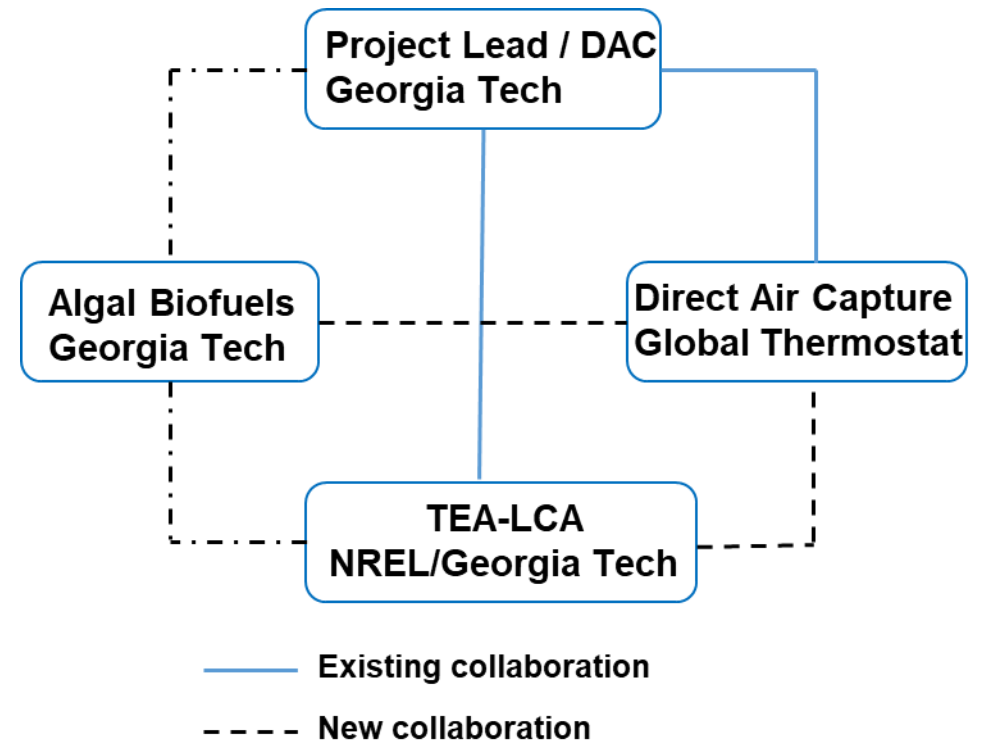 Project Lead / DAC
Georgia Tech
Algal Biofuels
Georgia Tech
Direct Air Capture
Global Thermostat
TEA-LCA
NREL/Georgia Tech
Existing collaboration
New collaboration